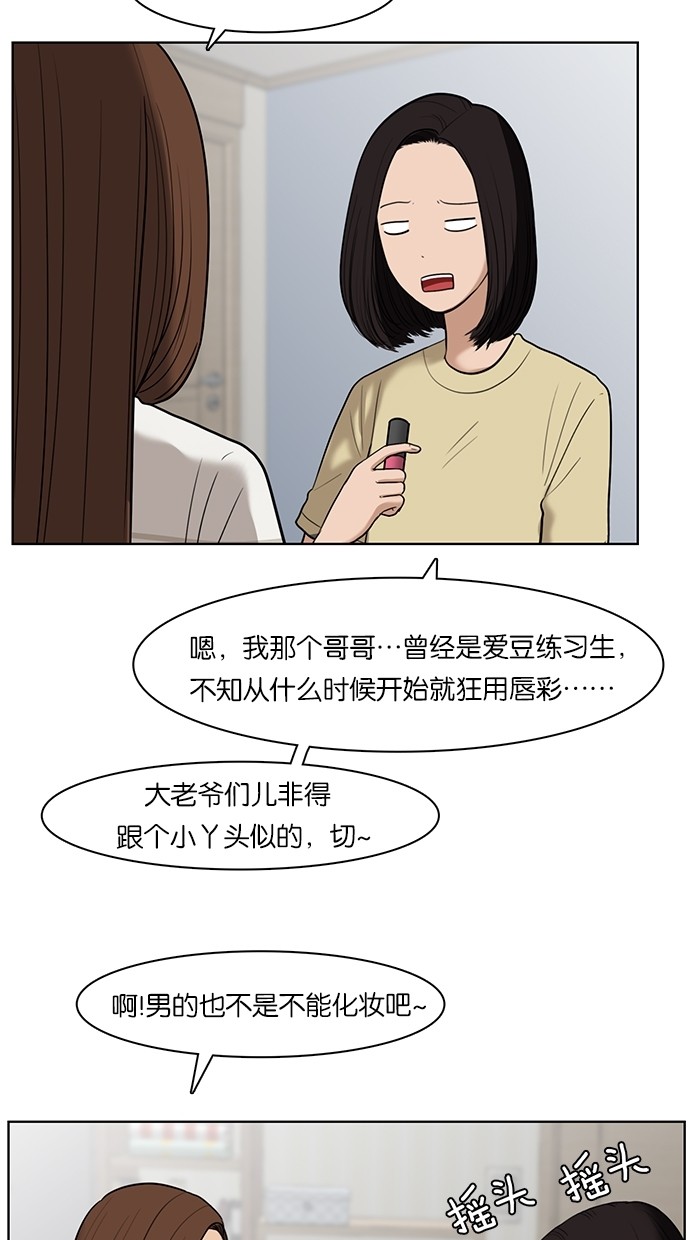 嗯，我那个哥哥…曾经是爱豆练习生，
不知从什么时候开始就狂用唇彩……
大老爷们儿非得
跟个小丫头似的，切~
啊!男的也不是不能化妆吧~
摇头 摇头